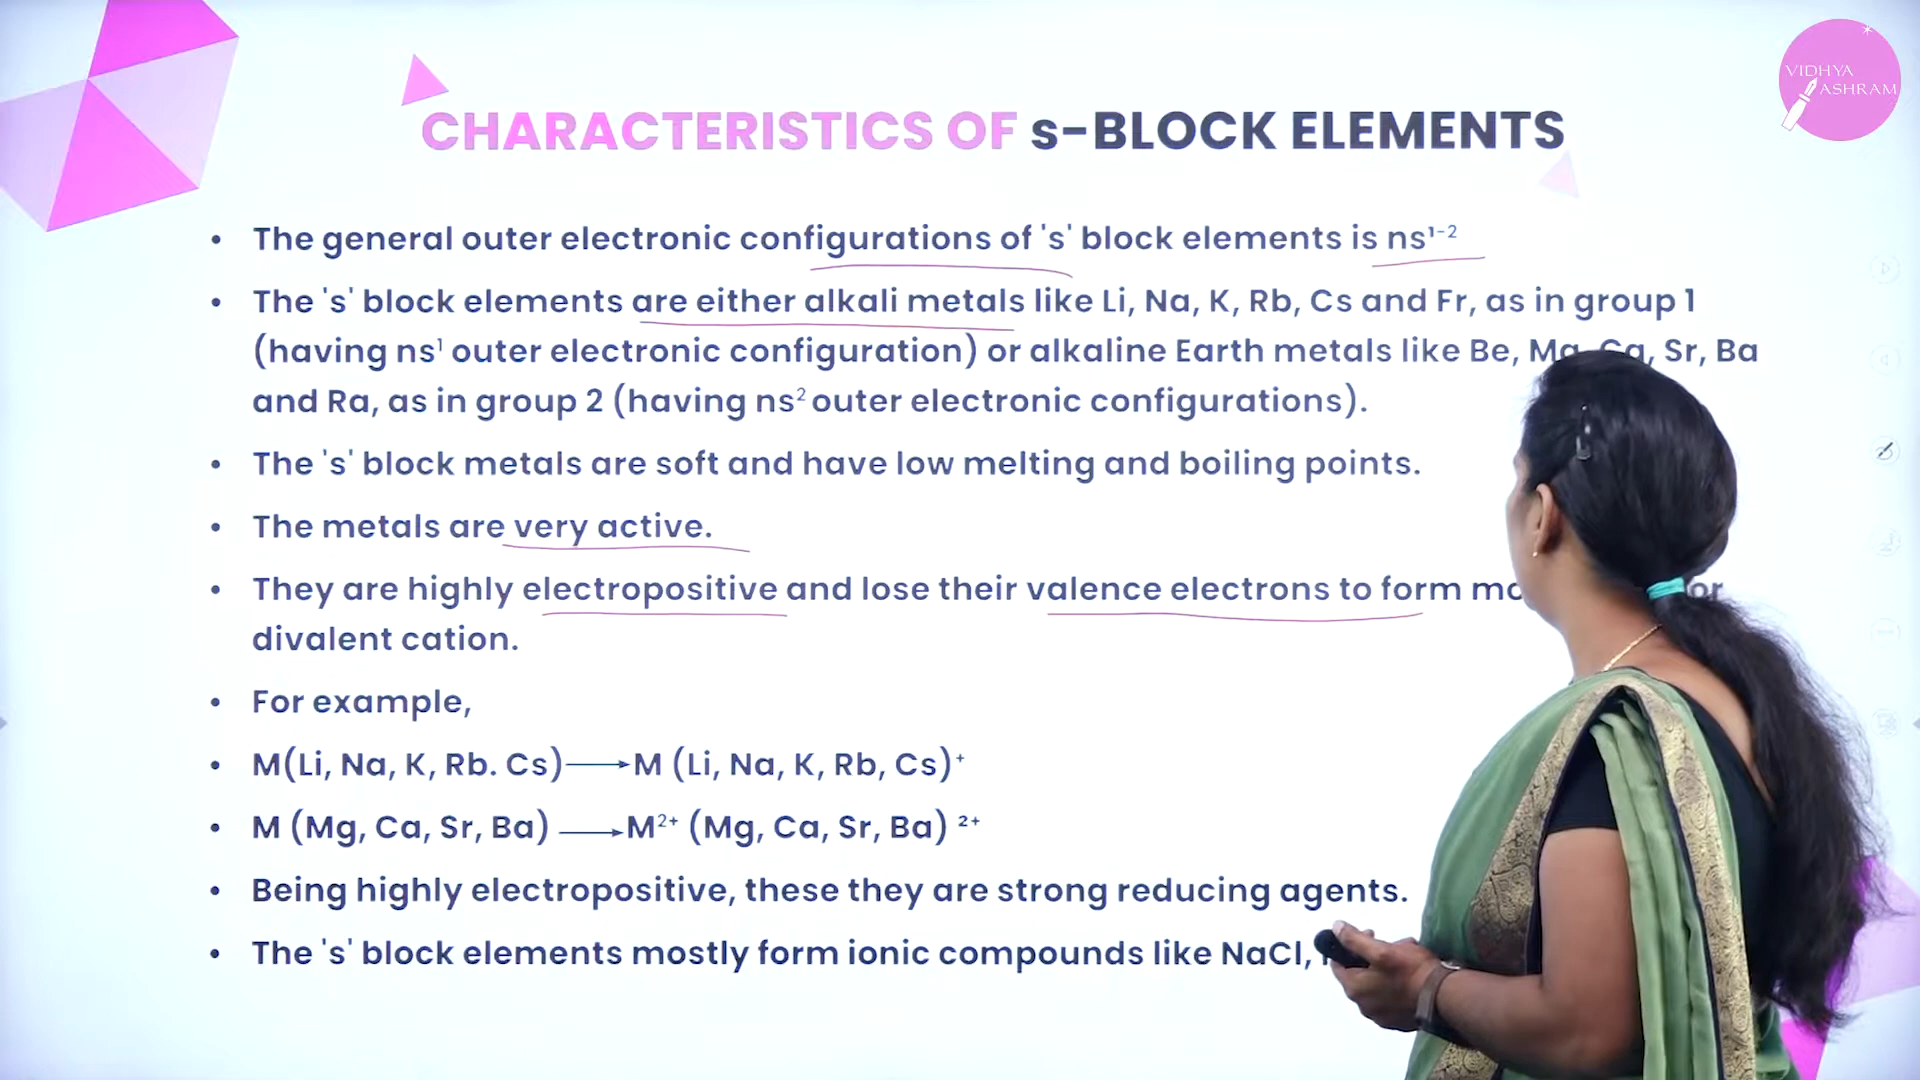 VIDHYA
ASHRAM
CHARACTERISTICS OF s-BLOCK ELEMENTS
• The general outer electronic configurations of 's' block elements is ns¹⁻²
• The 's' block elements are either alkali metals like Li, Na, K, Rb, Cs and Fr, as in group 1
(having ns¹ outer electronic configuration) or alkaline Earth metals like Be, Mg, Ca, Sr, Ba
and Ra, as in group 2 (having ns² outer electronic configurations).
• The 's' block metals are soft and have low melting and boiling points.
• The metals are very active.
• They are highly electropositive and lose their valence electrons to form or
divalent cation.
• For example,
• M(Li, Na, K, Rb. Cs)⟶M (Li, Na, K, Rb, Cs)⁺
• M (Mg, Ca, Sr, Ba) ⟶M²⁺ (Mg, Ca, Sr, Ba) ²⁺
• Being highly electropositive, these they are strong reducing agents.
• The 's' block elements mostly form ionic compounds like NaCl,